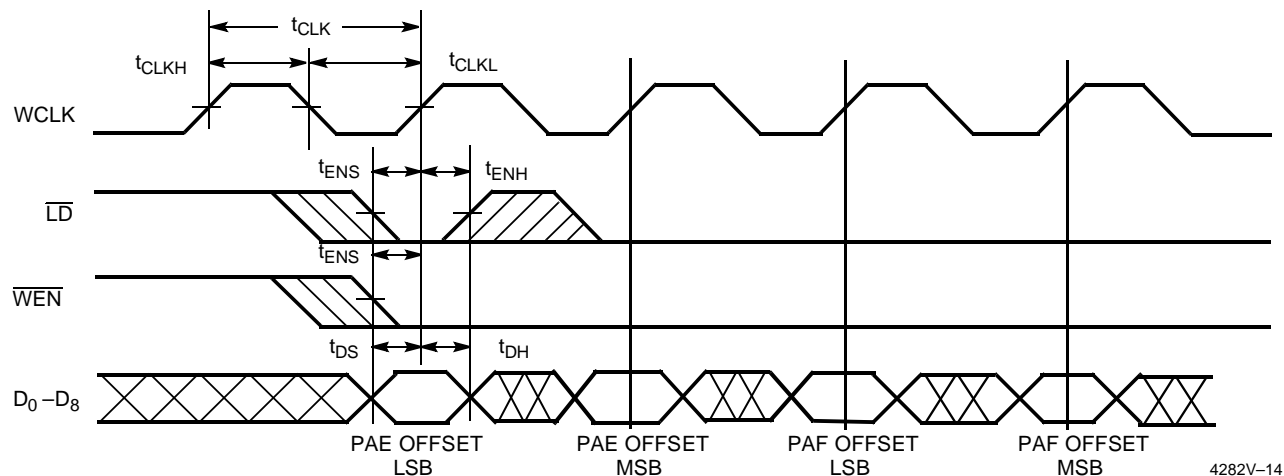 tCLK
tCLKH
tCLKL
WCLK
tENS
tENH
LD
tENS
WEN
tDS
tDH
D0 –D8
PAE OFFSET
LSB
PAE OFFSET
MSB
PAF OFFSET
LSB
PAF OFFSET
MSB
4282V–14